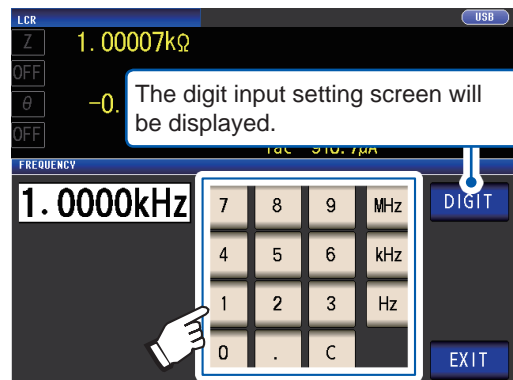 LCR USB
Z 1.00007kΩ
OFF
θ -0.
OFF
The digit input setting screen will
be displayed.
FREQUENCY
1.0000kHz
DIGIT
7 8 9 MHz
4 5 6 kHz
1 2 3 Hz
0 . C
EXIT